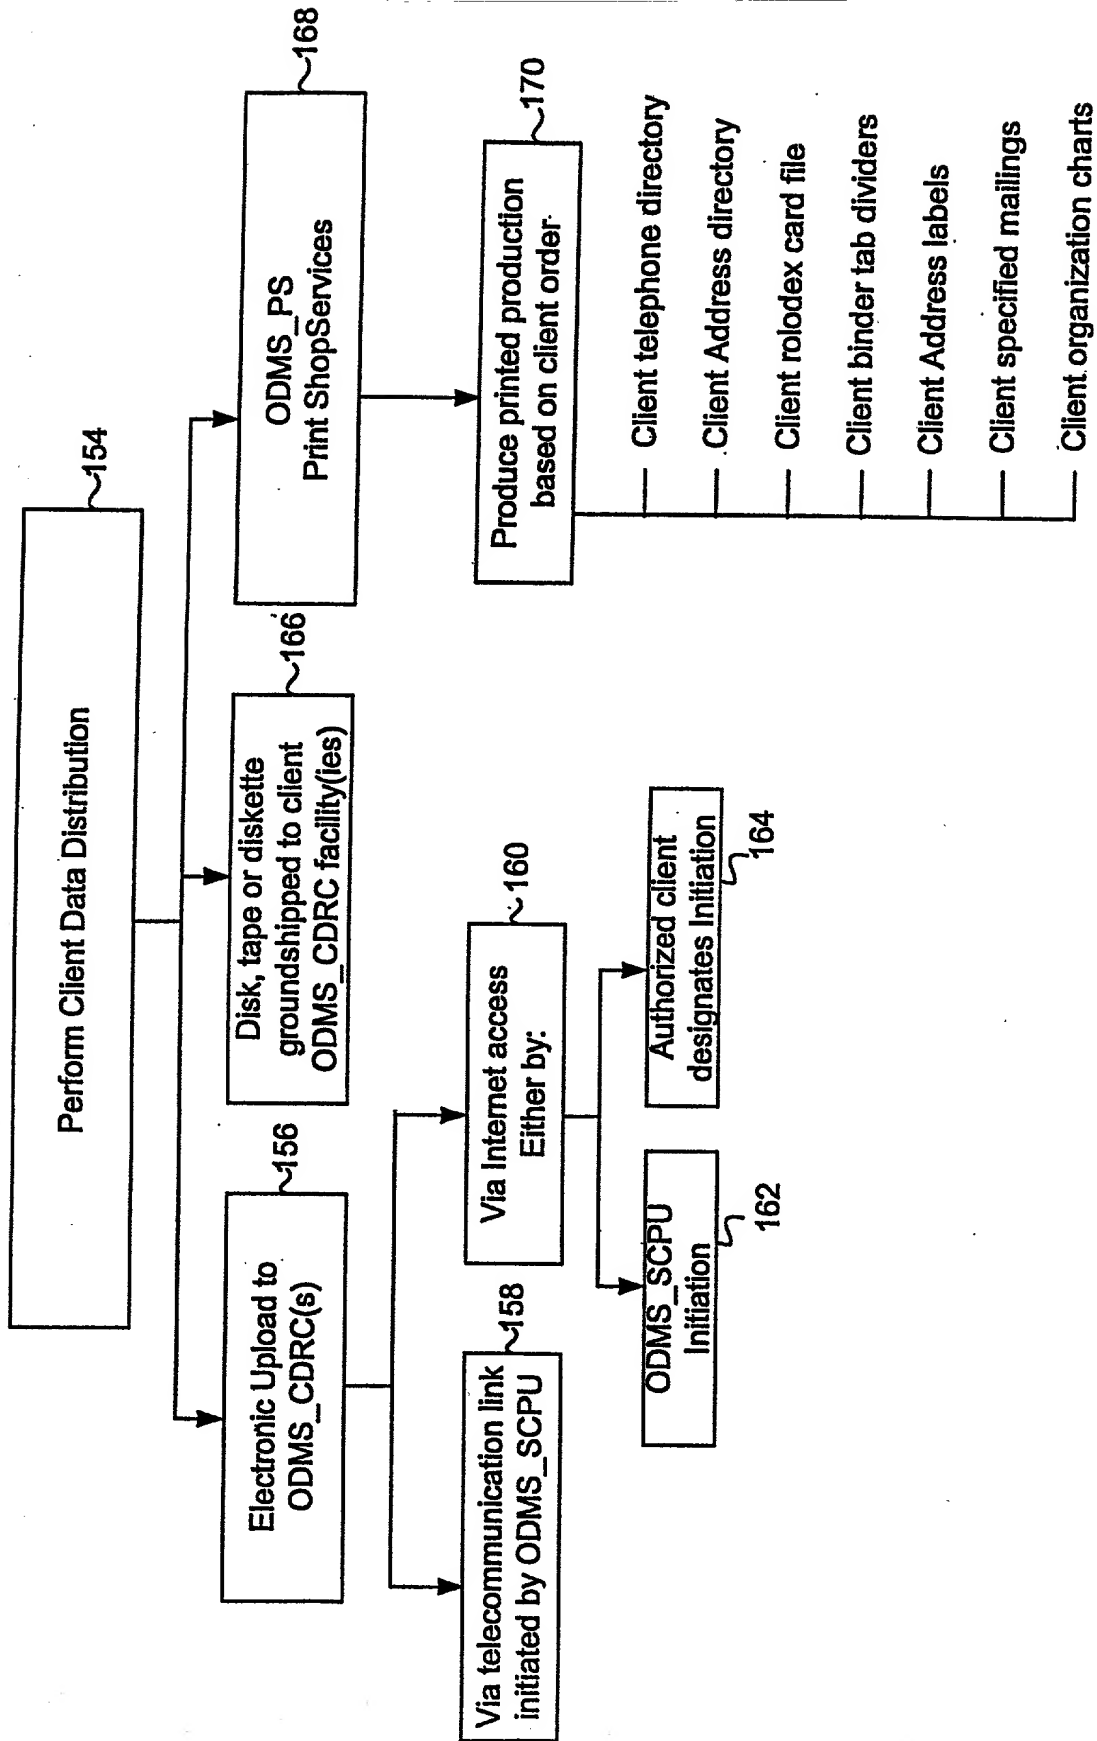 Perform Client Data Distribution
154
Electronic Upload to
ODMS_CDRC(s)
156
Disk, tape or diskette
groundshipped to client
ODMS_CDRC facility(ies)
166
ODMS_PS
Print ShopServices
168
Via telecommunication link
initiated by ODMS_SCPU
158
Via Internet access
Either by:
160
Produce printed production
based on client order
170
ODMS_SCPU
Initiation
162
Authorized client
designates Initiation
164
Client telephone directory
Client Address directory
Client rolodex card file
Client binder tab dividers
Client Address labels
Client specified mailings
Client organization charts